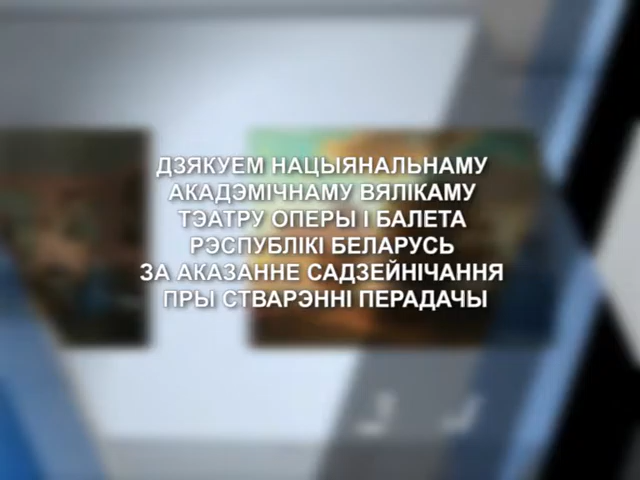 ДЗЯКУЕМ НАЦЫЯНАЛЬНАМУ
АКАДЭМІЧНАМУ ВЯЛІКАМУ
ТЭАТРУ ОПЕРЫ І БАЛЕТА
РЭСПУБЛІКІ БЕЛАРУСЬ
ЗА АКАЗАННЕ САДЗЕЙНІЧАННЯ
ПРЫ СТВАРЭННІ ПЕРАДАЧЫ